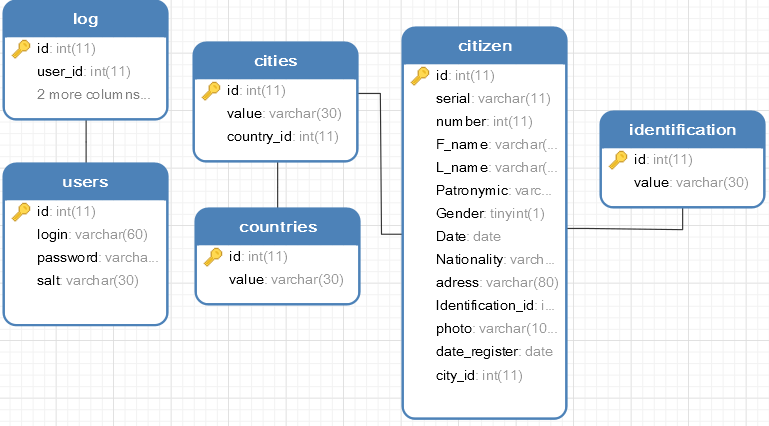 log
id: int(11)
user_id: int(11)
2 more columns...
users
id: int(11)
login: varchar(60)
password: varcha...
salt: varchar(30)
cities
id: int(11)
value: varchar(30)
country_id: int(11)
countries
id: int(11)
value: varchar(30)
citizen
id: int(11)
serial: varchar(11)
number: int(11)
F_name: varchar(...
L_name: varchar(...
Patronymic: varc...
Gender: tinyint(1)
Date: date
Nationality: varch...
adress: varchar(80)
Identification_id: i...
photo: varchar(10...
date_register: date
city_id: int(11)
identification
id: int(11)
value: varchar(30)